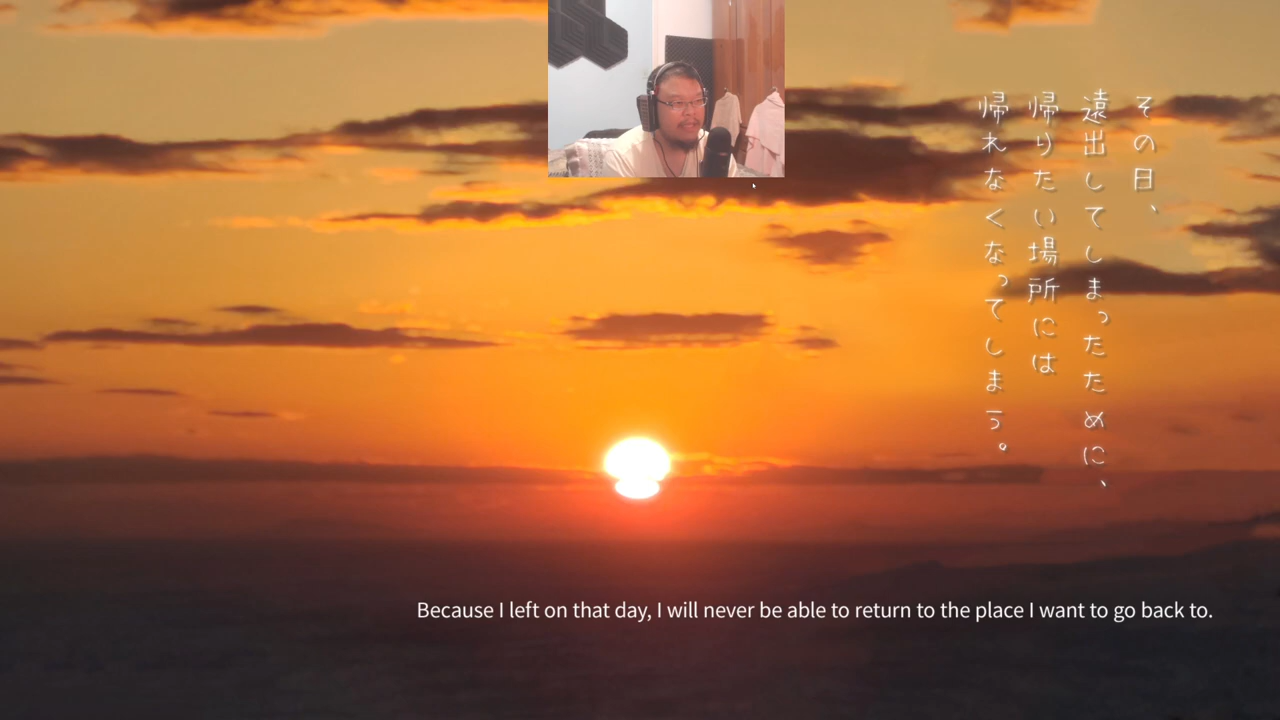 その日、
遠出してしまったために、
帰りたい場所には
帰れなくなってしまう。
Because I left on that day, I will never be able to return to the place I want to go back to.